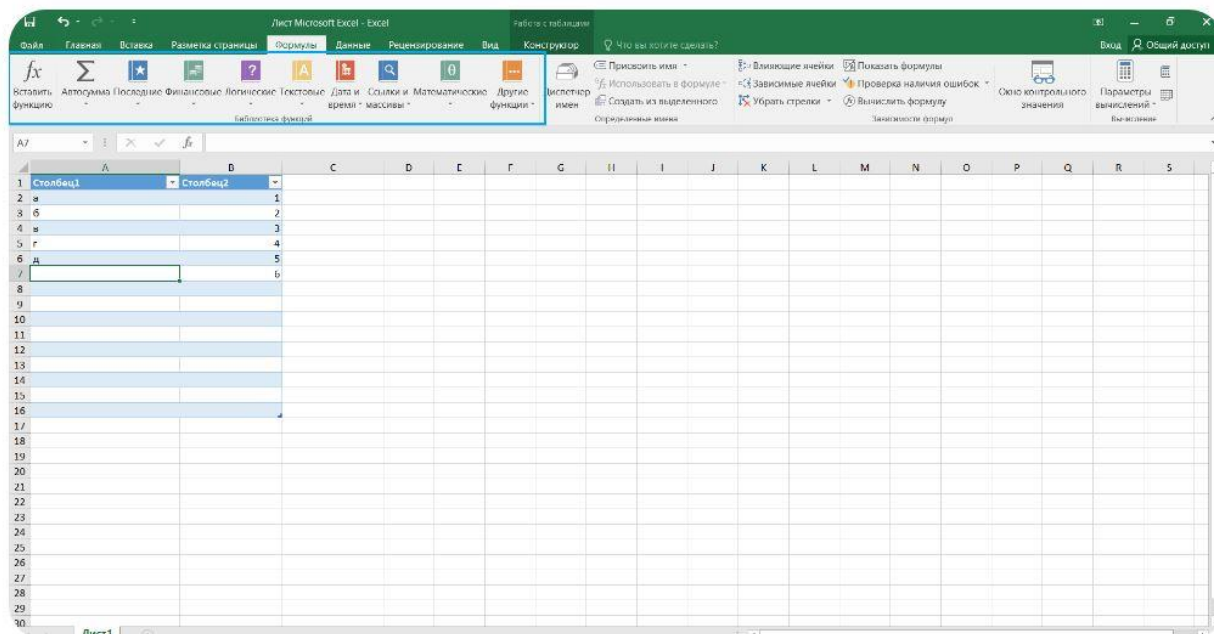 Лист Microsoft Excel - Excel
Работа с таблицами
Файл Главная Вставка Разметка страницы Формулы Данные Рецензирование Вид Конструктор Что вы хотите сделать? Вход Общий доступ
Вставить функцию
Автосумма
Последние
Финансовые
Логические
Текстовые
Дата и время
Ссылки и массивы
Математические
Другие функции
Библиотека функций
Диспетчер имен
Присвоить имя
Использовать в формуле
Создать из выделенного
Определенные имена
Влияющие ячейки
Зависимые ячейки
Убрать стрелки
Показать формулы
Проверка наличия ошибок
Вычислить формулу
Зависимости формул
Окно контрольного значения
Параметры вычислений
Вычисление
A7 fx
A B C D E F G H I J K L M N O P Q R S
1 Столбец1 Столбец2
2 а 1
3 б 2
4 в 3
5 г 4
6 д 5
7 6
8
9
10
11
12
13
14
15
16
17
18
19
20
21
22
23
24
25
26
27
28
29
30
Лист1